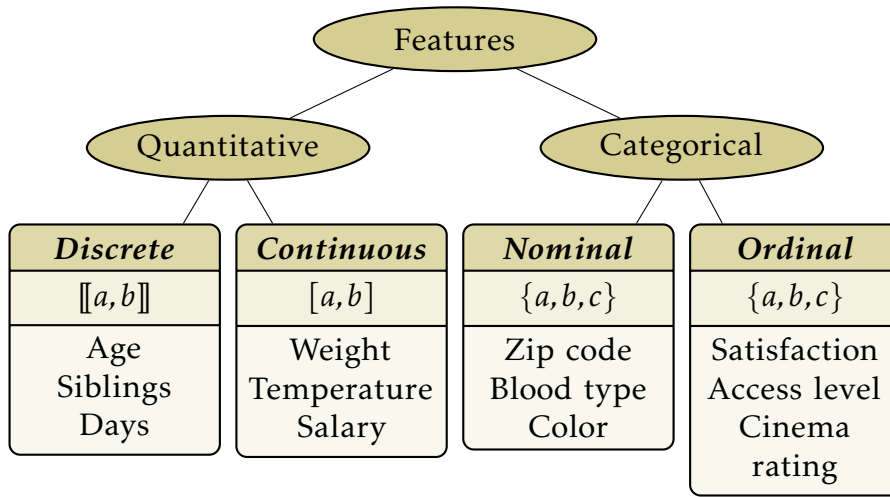 Features
Quantitative
Categorical
Discrete
⟦a, b⟧
Age
Siblings
Days
Continuous
[a, b]
Weight
Temperature
Salary
Nominal
{a, b, c}
Zip code
Blood type
Color
Ordinal
{a, b, c}
Satisfaction
Access level
Cinema
rating